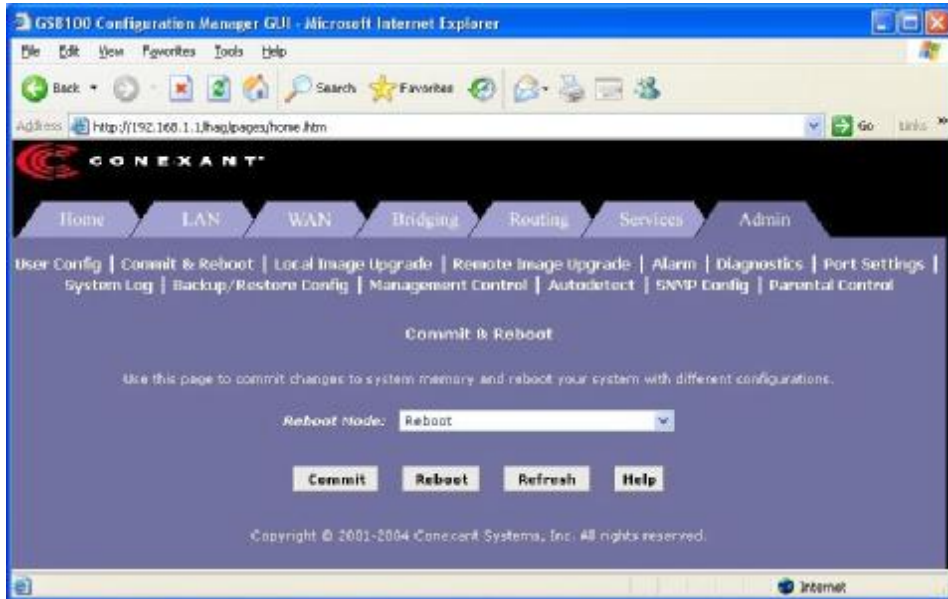 GS8100 Configuration Manager GUI - Microsoft Internet Explorer
File Edit View Favorites Tools Help
Back Search Favorites
Address http://192.168.1.1/hag/pages/home.htm Go Links »
CONEXANT™
Home LAN WAN Bridging Routing Services Admin
User Config | Commit & Reboot | Local Image Upgrade | Remote Image Upgrade | Alarm | Diagnostics | Port Settings |
System Log | Backup/Restore Config | Management Control | Autodetect | SNMP Config | Parental Control
Commit & Reboot
Use this page to commit changes to system memory and reboot your system with different configurations.
Reboot Mode: Reboot
Commit Reboot Refresh Help
Copyright © 2001-2004 Conexant Systems, Inc. All rights reserved.
Internet